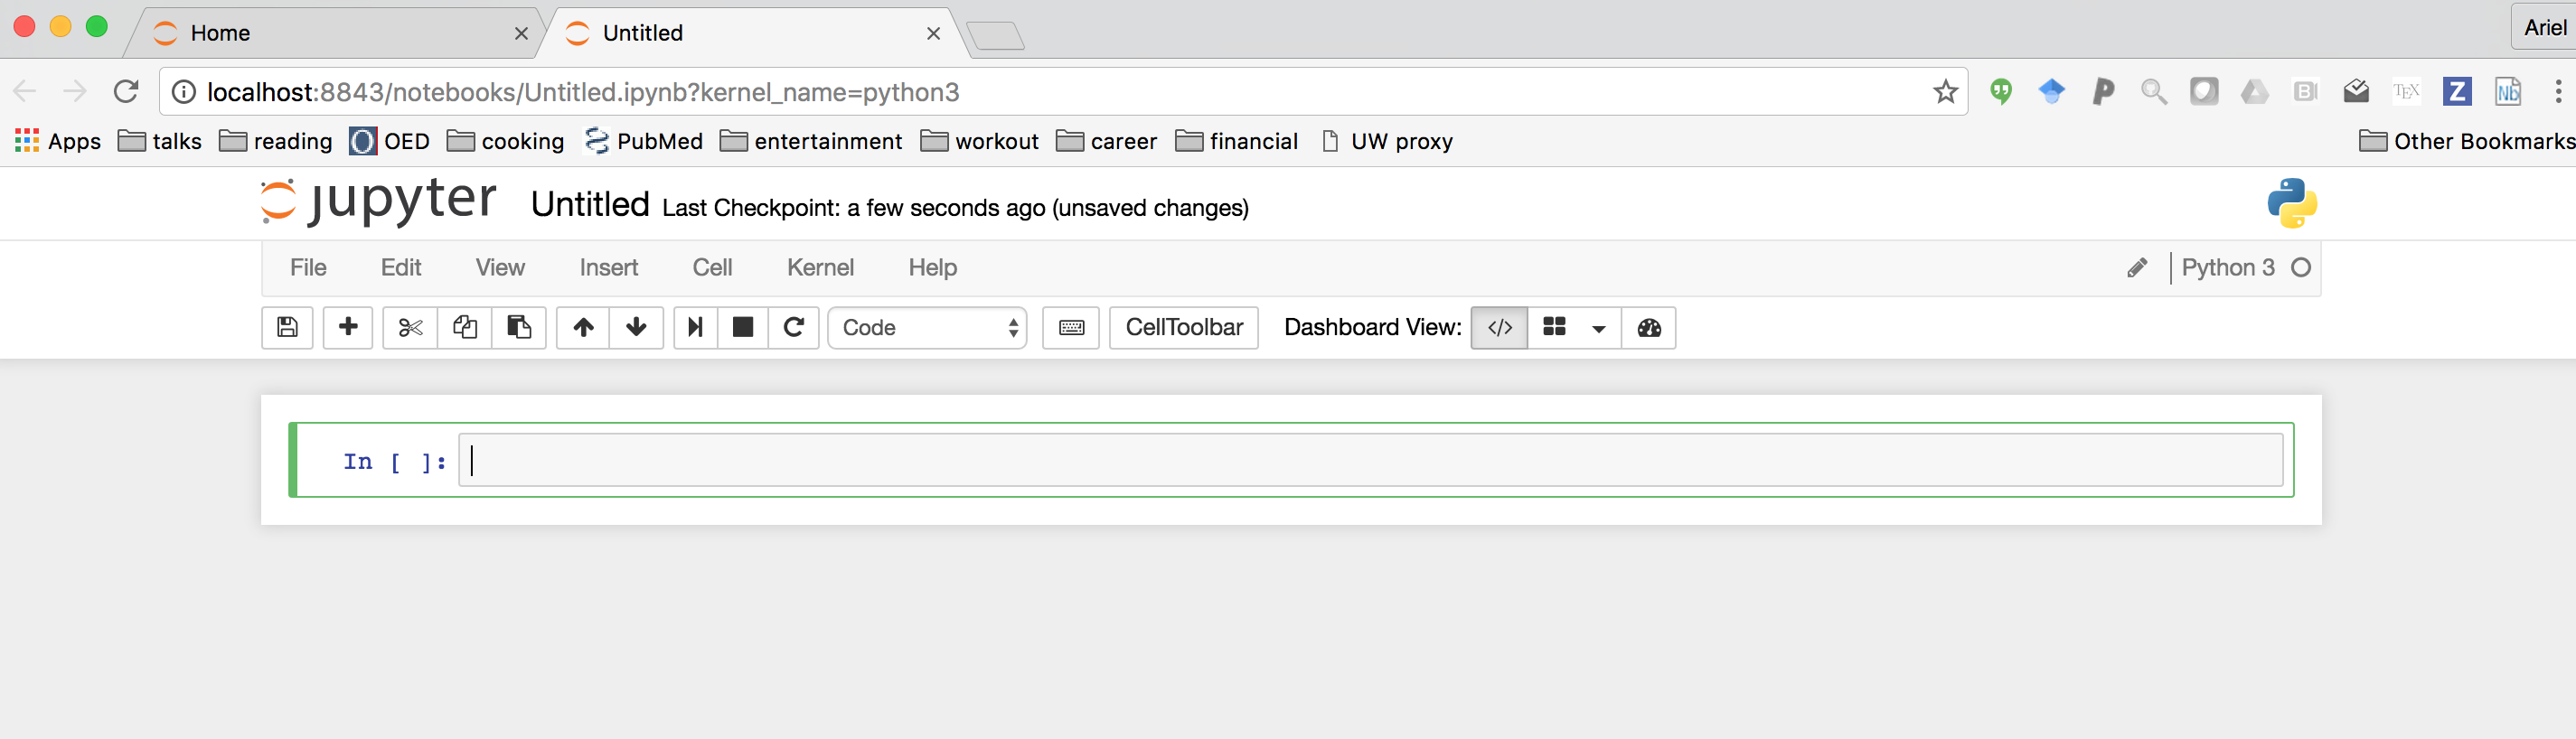 Home
Untitled
Ariel
localhost:8843/notebooks/Untitled.ipynb?kernel_name=python3
TEX
Z
Nb
Apps talks reading OED cooking PubMed entertainment workout career financial UW proxy Other Bookmarks
jupyter Untitled Last Checkpoint: a few seconds ago (unsaved changes)
File Edit View Insert Cell Kernel Help Python 3
Code CellToolbar Dashboard View: </>
In [ ]: